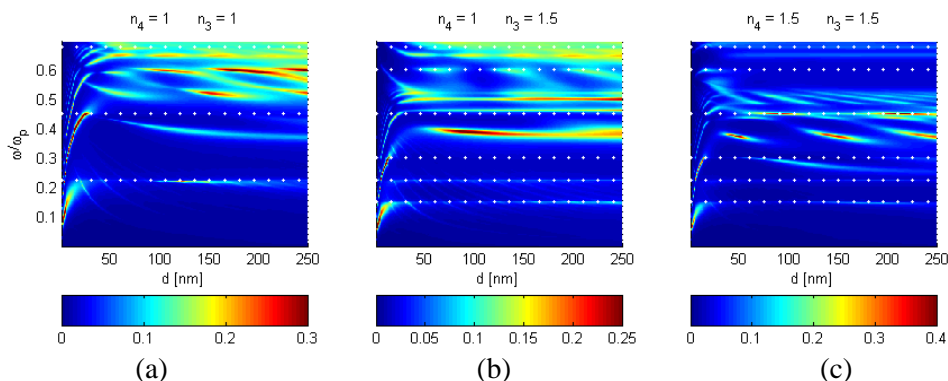 n4 = 1 n3 = 1
n4 = 1 n3 = 1.5
n4 = 1.5 n3 = 1.5
ω/ωp
0.6
0.5
0.4
0.3
0.2
0.1
50 100 150 200 250
50 100 150 200 250
50 100 150 200 250
d [nm]
d [nm]
d [nm]
0 0.1 0.2 0.3
0 0.05 0.1 0.15 0.2 0.25
0 0.1 0.2 0.3 0.4
(a)
(b)
(c)